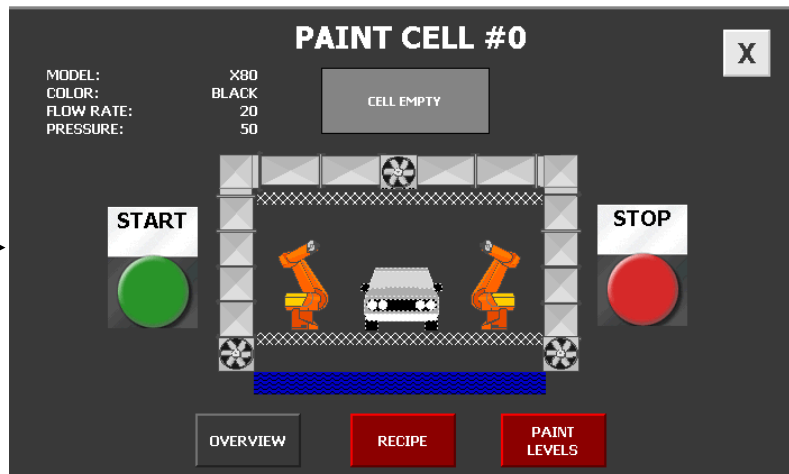 PAINT CELL #0
X
MODEL: X80
COLOR: BLACK
FLOW RATE: 20
PRESSURE: 50
CELL EMPTY
START
STOP
OVERVIEW
RECIPE
PAINT
LEVELS